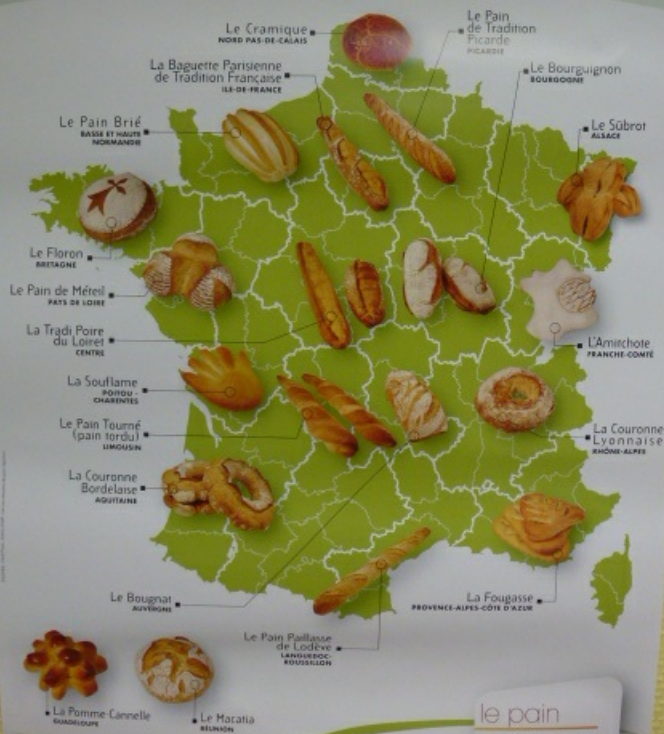 Le Cramique
NORD PAS-DE-CALAIS
Le Pain
de Tradition
Picarde
PICARDIE
La Baguette Parisienne
de Tradition Française
ILE-DE-FRANCE
Le Bourguignon
BOURGOGNE
Le Pain Brié
BASSE ET HAUTE
NORMANDIE
Le Sübrot
ALSACE
Le Floron
BRETAGNE
Le Pain de Méteil
PAYS DE LOIRE
La Tradi Poire
du Loiret
CENTRE
L'Amitchote
FRANCHE-COMTÉ
La Souflame
POITOU -
CHARENTES
Le Pain Tourné
(pain tordu)
LIMOUSIN
La Couronne
Lyonnaise
RHÔNE-ALPES
La Couronne
Bordelaise
AQUITAINE
Le Bougnat
AUVERGNE
La Fougasse
PROVENCE-ALPES-CÔTE D'AZUR
Le Pain Paillasse
de Lodève
LANGUEDOC-
ROUSSILLON
La Pomme-Cannelle
GUADELOUPE
Le Macatia
RÉUNION
le pain